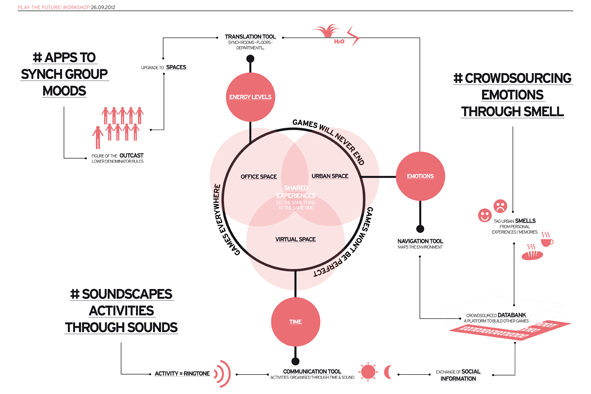 PLAY THE FUTURE: WORKSHOP 26.09.2012
# APPS TO
SYNCH GROUP
MOODS
UPGRADE TO SPACES
FIGURE OF THE OUTCAST
LOWER DENOMINATOR RULES
TRANSLATION TOOL
SYNCH ROOMS - FLOORS -
DEPARTMENTS...
H2O
ENERGY LEVELS
# CROWDSOURCING
EMOTIONS
THROUGH SMELL
GAMES WILL NEVER END
GAMES EVERYWHERE
GAMES WON'T BE PERFECT
OFFICE SPACE
URBAN SPACE
SHARED
EXPERIENCES
AT THE SAME TIME
VIRTUAL SPACE
EMOTIONS
NAVIGATION TOOL
MAPS THE ENVIRONMENT
TAG URBAN SMELLS
FROM PERSONAL
EXPERIENCES / MEMORIES
CROWDSOURCED DATABANK
A PLATFORM TO BUILD OTHER GAMES
# SOUNDSCAPES
ACTIVITIES
THROUGH SOUNDS
TIME
ACTIVITY = RINGTONE
COMMUNICATION TOOL
ACTIVITIES ORGANISED THROUGH TIME & SOUND
EXCHANGE OF SOCIAL
INFORMATION